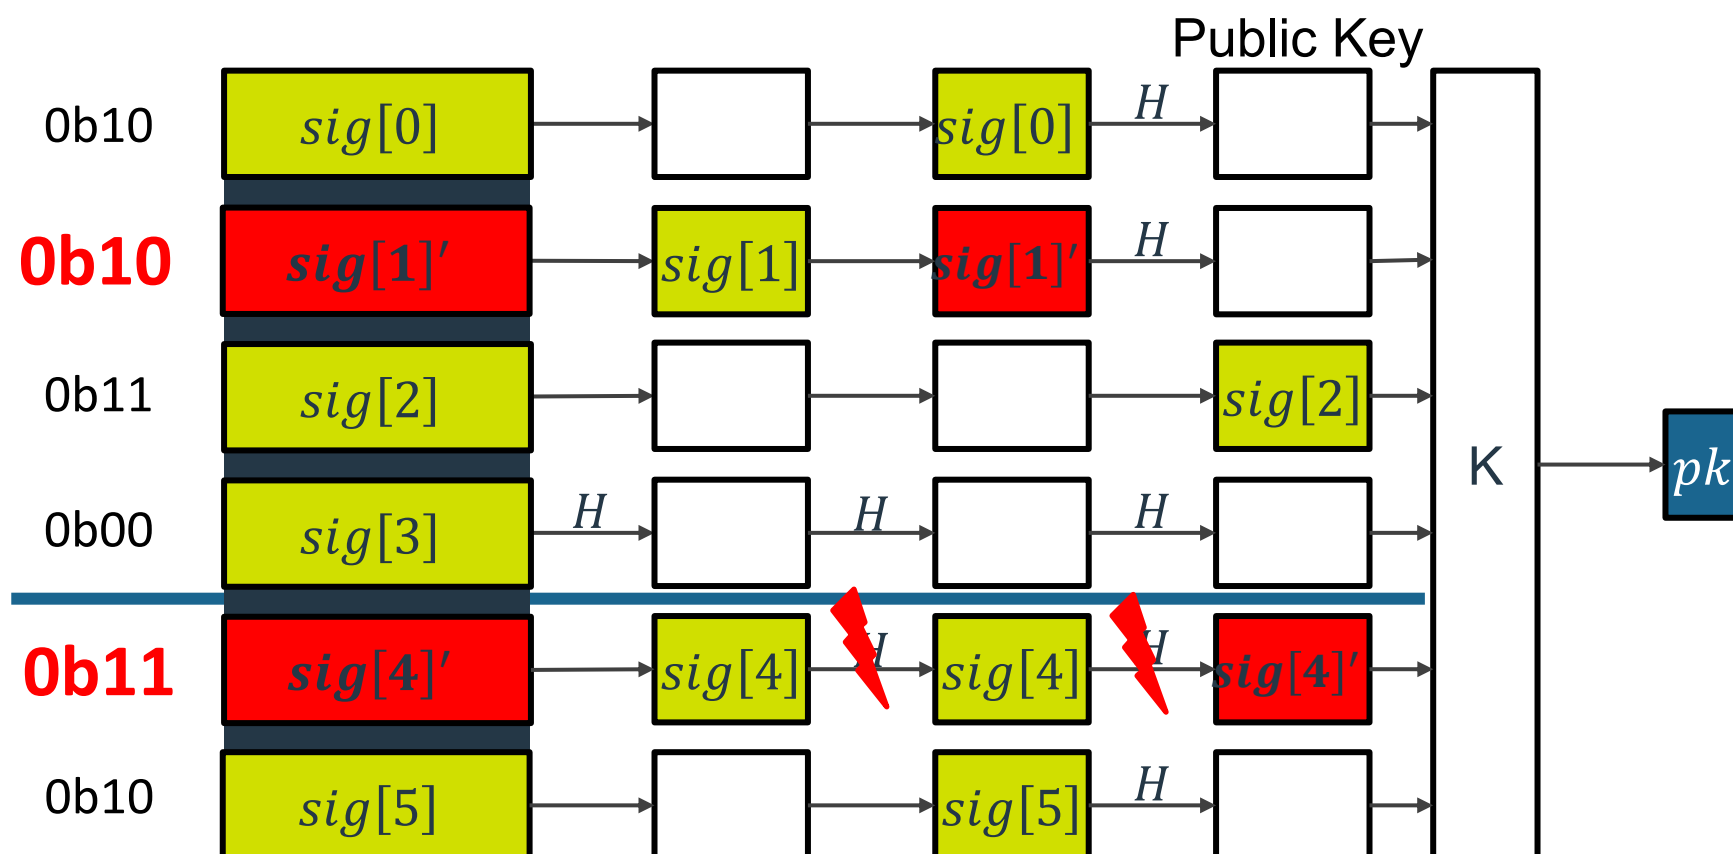 Public Key
0b10 sig[0] sig[0] H
0b10 sig[1]′ sig[1] sig[1]′ H
0b11 sig[2] sig[2]
K pk
0b00 sig[3] H H H
0b11 sig[4]′ sig[4] H sig[4] H sig[4]′
0b10 sig[5] sig[5] H